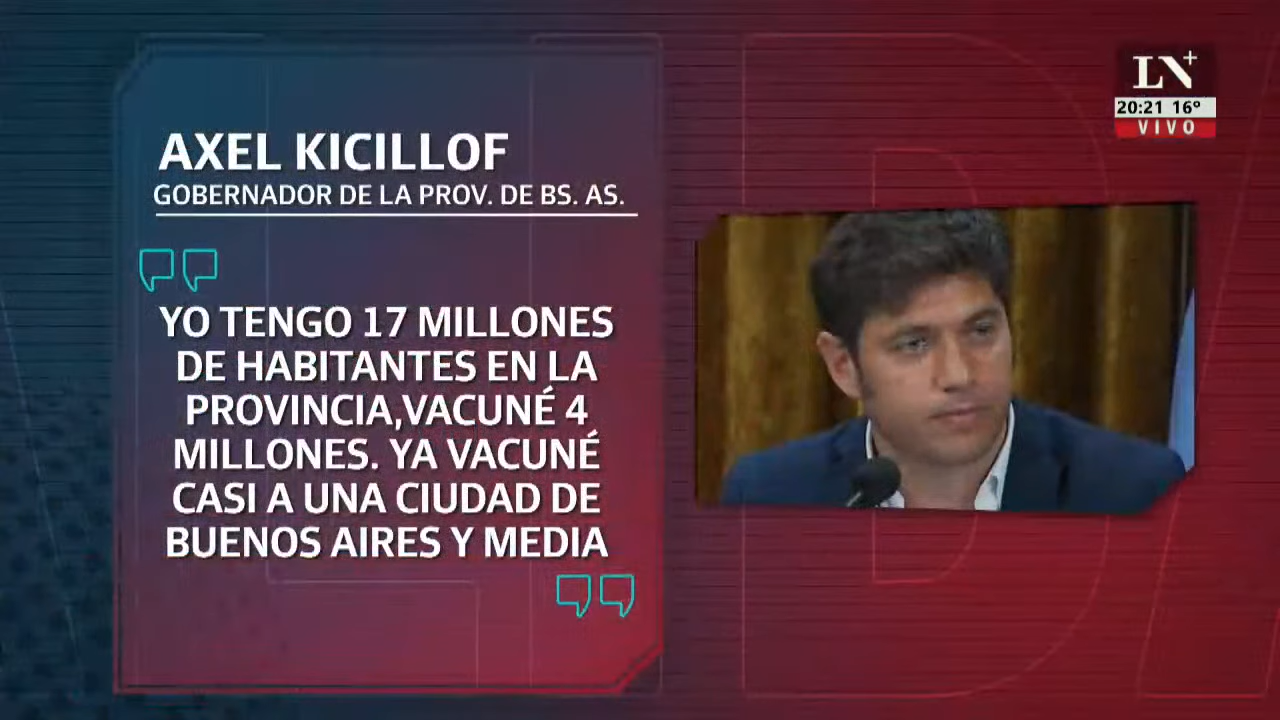 LN+
20:21 16°
VIVO
AXEL KICILLOF
GOBERNADOR DE LA PROV. DE BS. AS.
YO TENGO 17 MILLONES
DE HABITANTES EN LA
PROVINCIA,VACUNÉ 4
MILLONES. YA VACUNÉ
CASI A UNA CIUDAD DE
BUENOS AIRES Y MEDIA